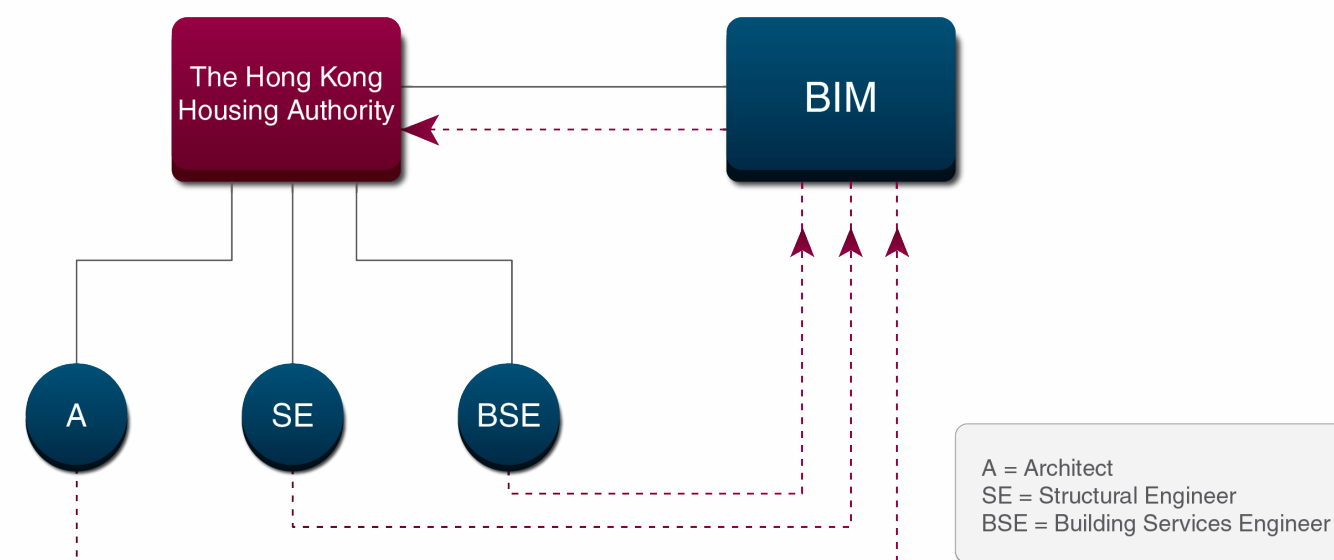 The Hong Kong
Housing Authority
BIM
A
SE
BSE
A = Architect
SE = Structural Engineer
BSE = Building Services Engineer